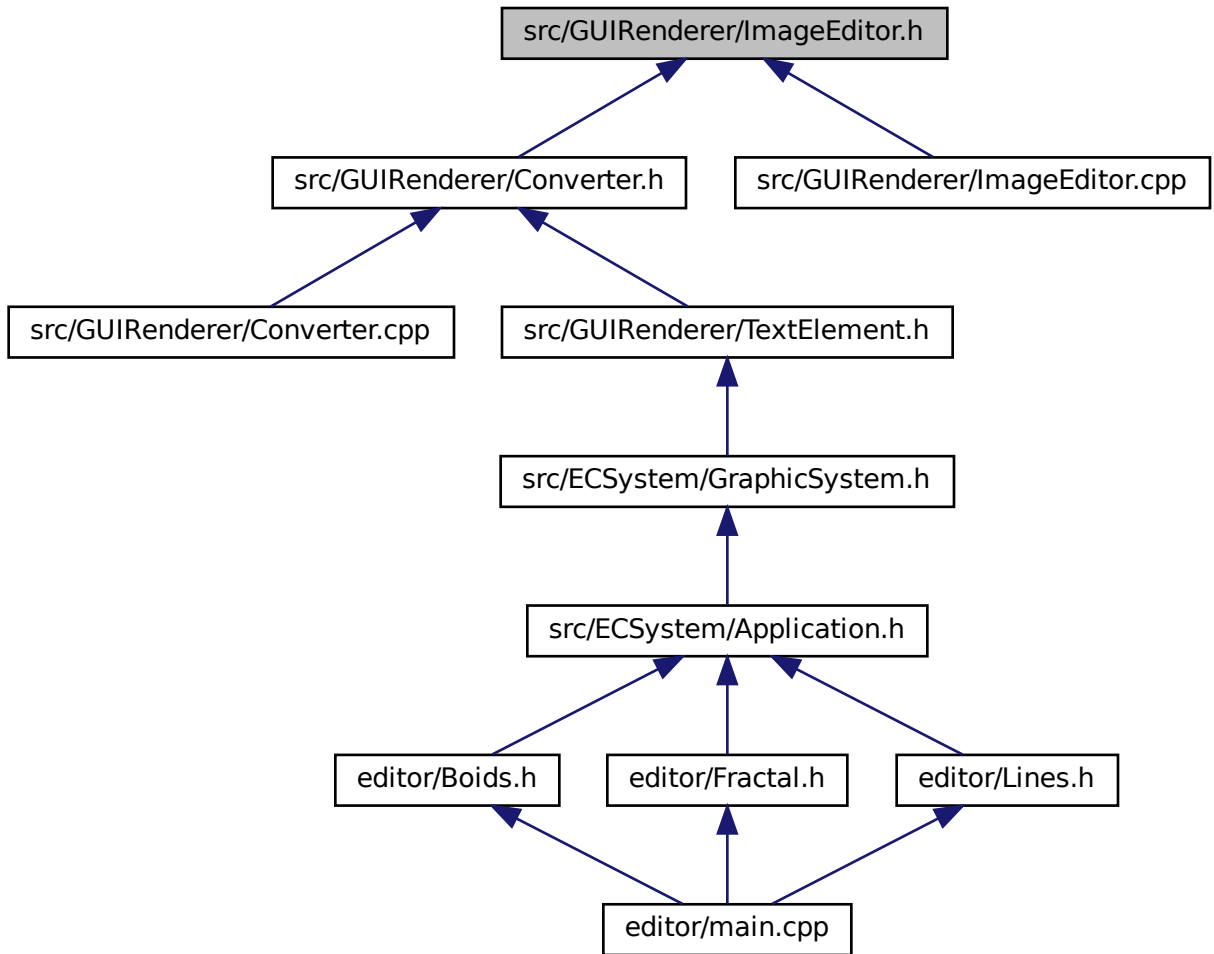 src/GUIRenderer/ImageEditor.h
src/GUIRenderer/Converter.h
src/GUIRenderer/ImageEditor.cpp
src/GUIRenderer/Converter.cpp
src/GUIRenderer/TextElement.h
src/ECSystem/GraphicSystem.h
src/ECSystem/Application.h
editor/Boids.h
editor/Fractal.h
editor/Lines.h
editor/main.cpp